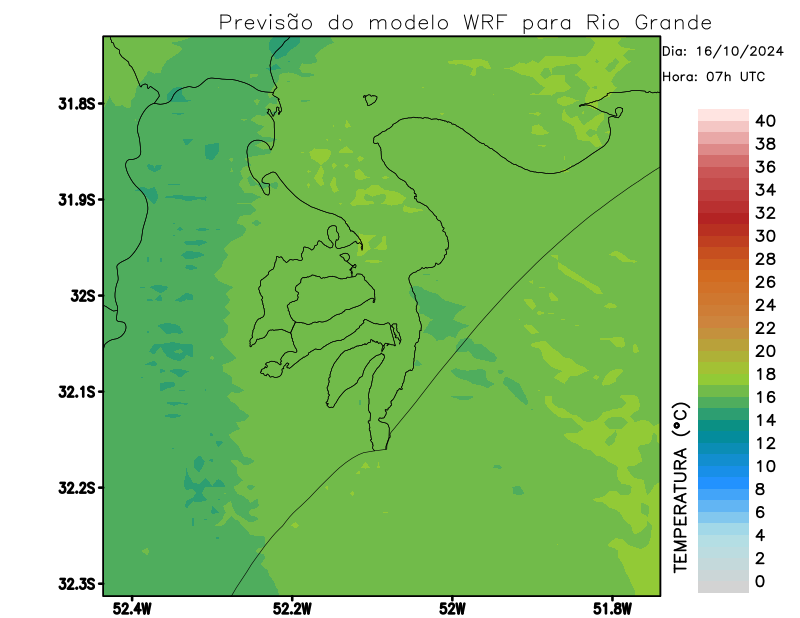 Previsão do modelo WRF para Rio Grande
Dia: 16/10/2024
Hora: 07h UTC
31.8S
31.9S
32S
32.1S
32.2S
32.3S
52.4W
52.2W
52W
51.8W
TEMPERATURA (°C)
40
38
36
34
32
30
28
26
24
22
20
18
16
14
12
10
8
6
4
2
0